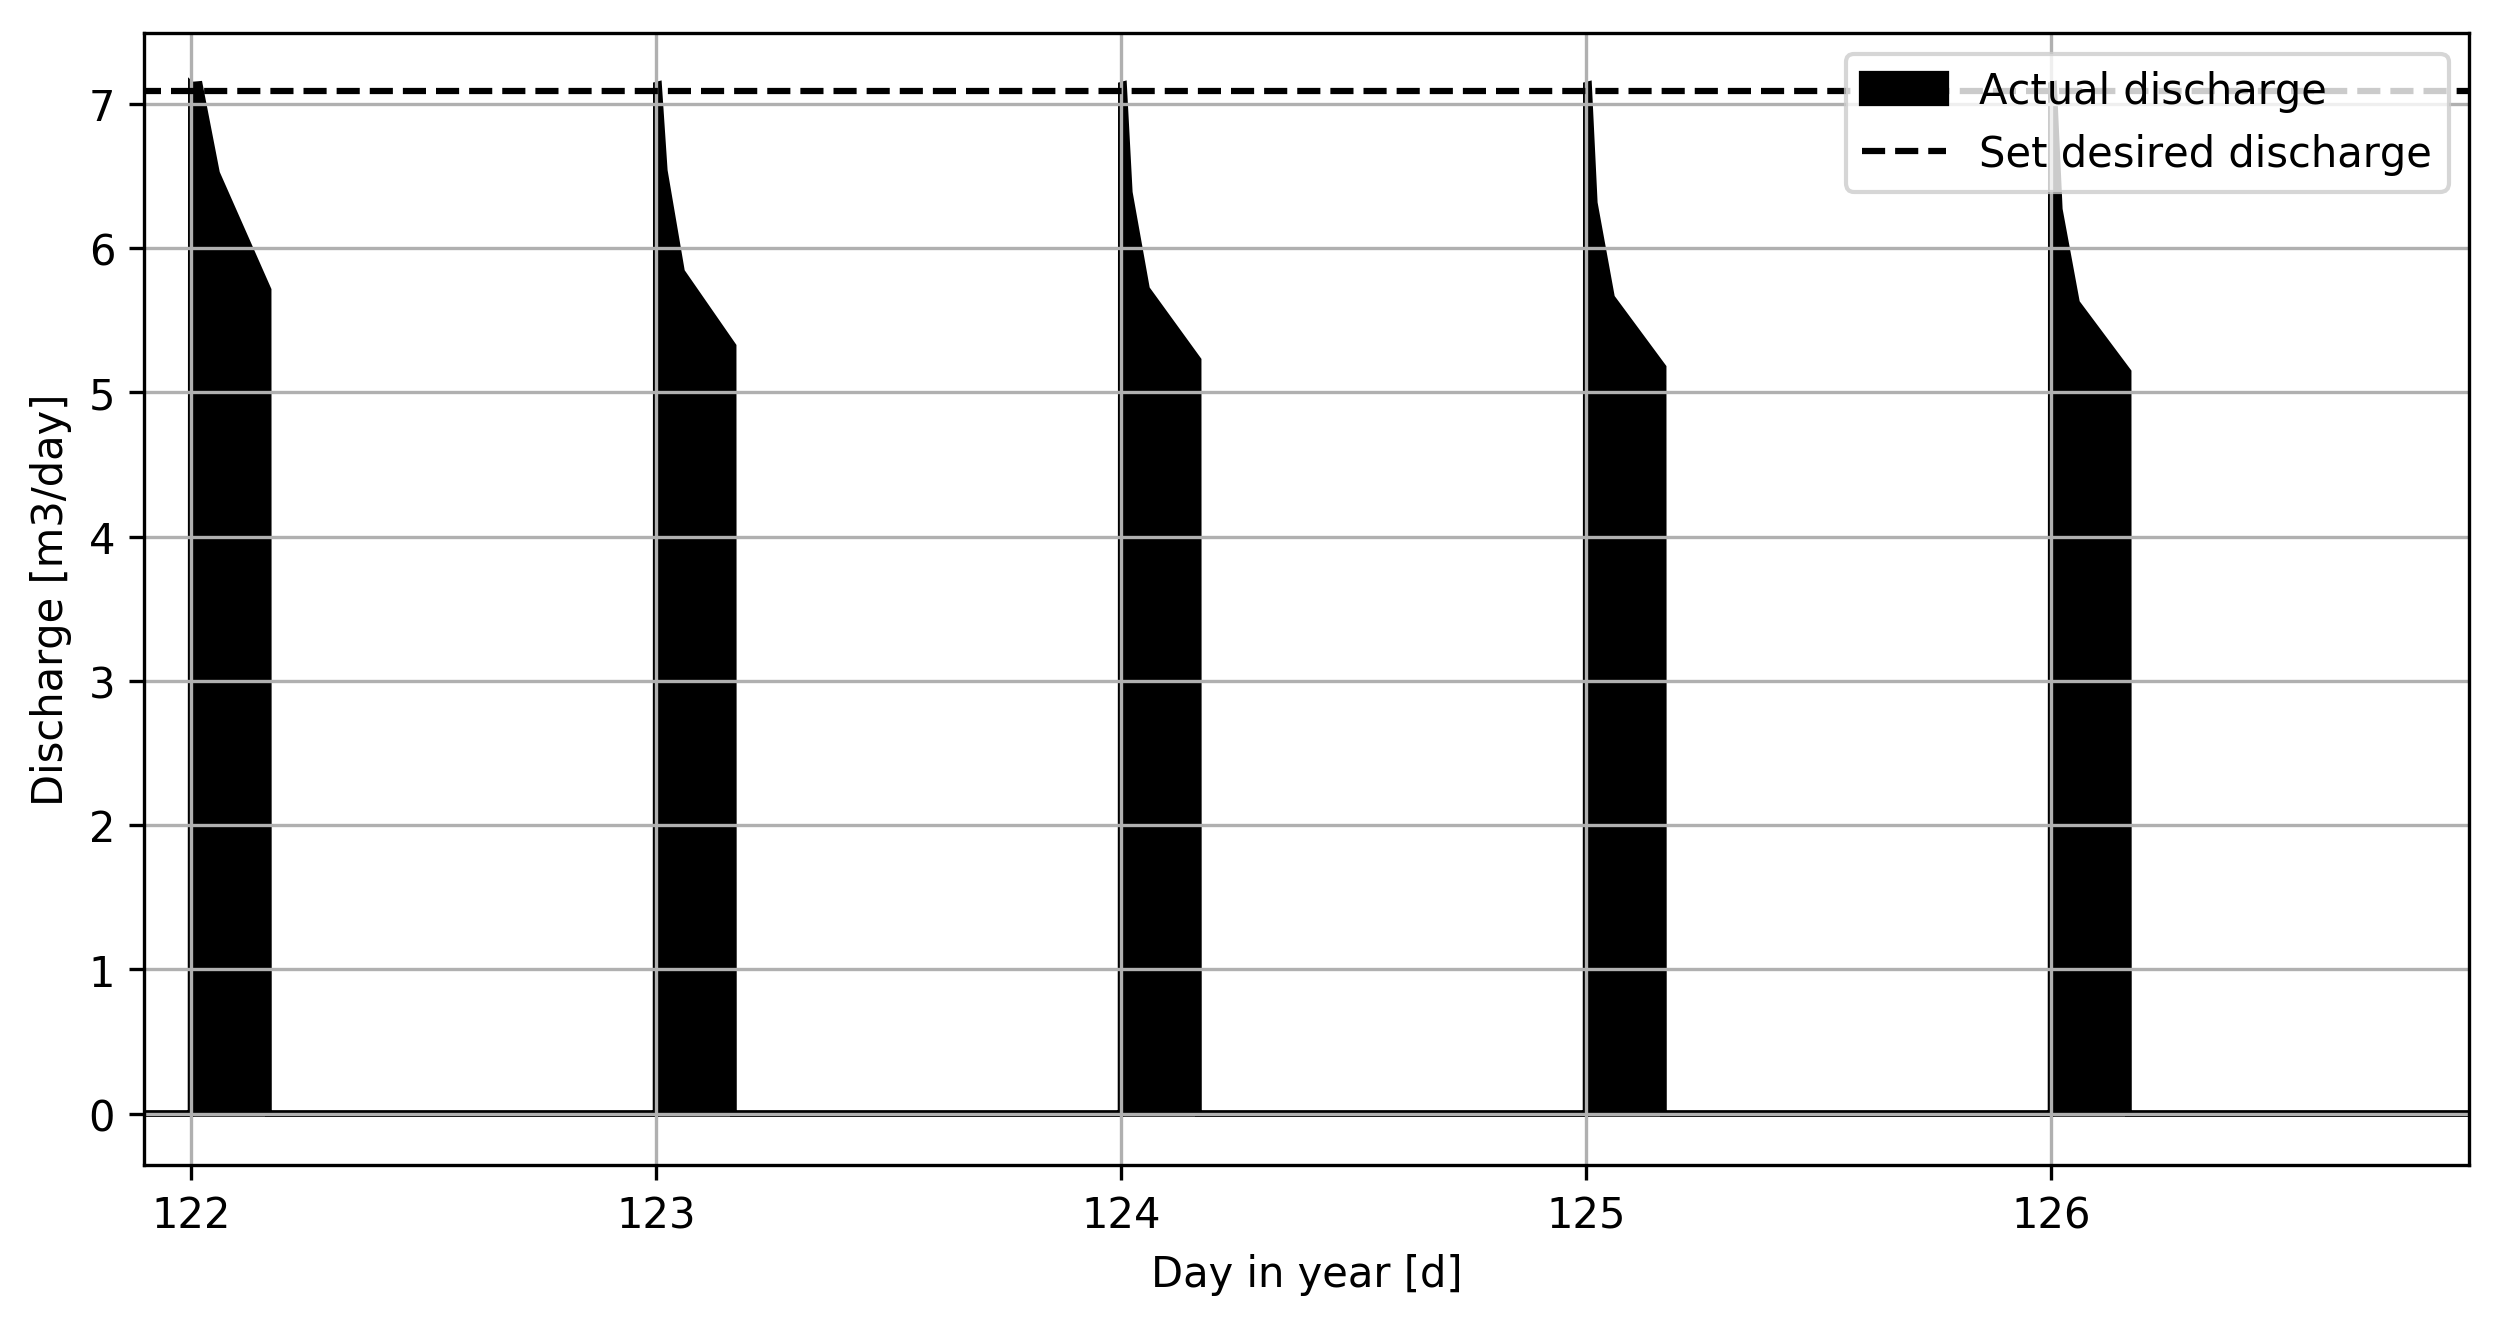 Actual discharge
Set desired discharge
7
6
5
4
3
2
1
0
Discharge [m3/day]
122 123 124 125 126
Day in year [d]